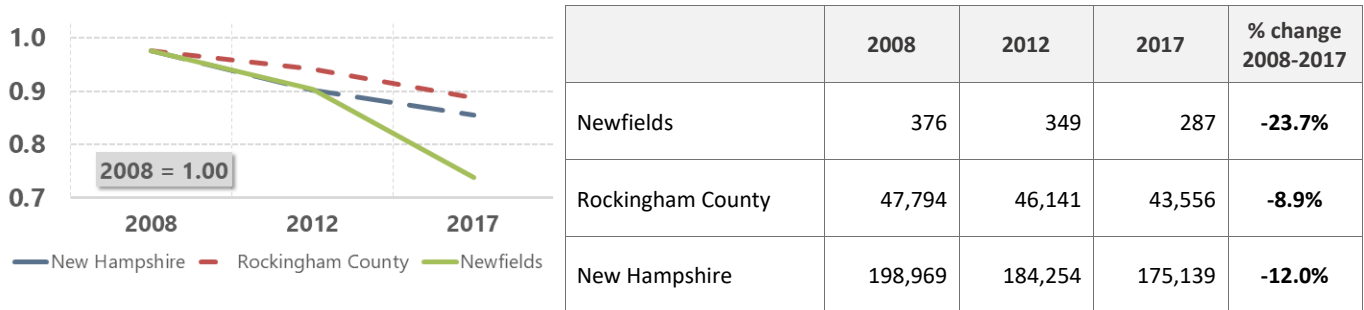 1.0
0.9
0.8
0.7
2008 = 1.00
2008 2012 2017
New Hampshire Rockingham County Newfields
2008 2012 2017 % change
2008-2017
Newfields 376 349 287 -23.7%
Rockingham County 47,794 46,141 43,556 -8.9%
New Hampshire 198,969 184,254 175,139 -12.0%